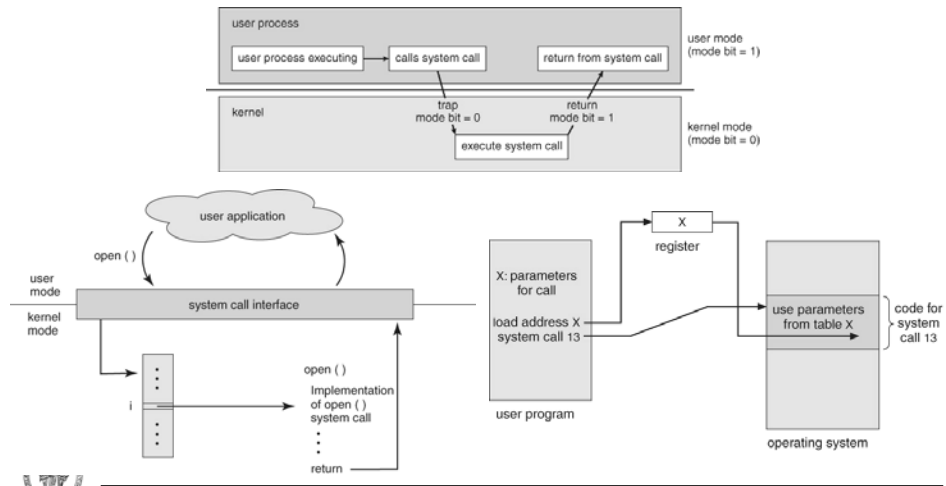 user process
user process executing
calls system call
return from system call
user mode
(mode bit = 1)
trap
mode bit = 0
return
mode bit = 1
kernel
execute system call
kernel mode
(mode bit = 0)
user application
open ( )
user
mode
system call interface
kernel
mode
i
open ( )
Implementation
of open ( )
system call
return
X
register
X: parameters
for call
load address X
system call 13
user program
use parameters
from table X
code for
system
call 13
operating system